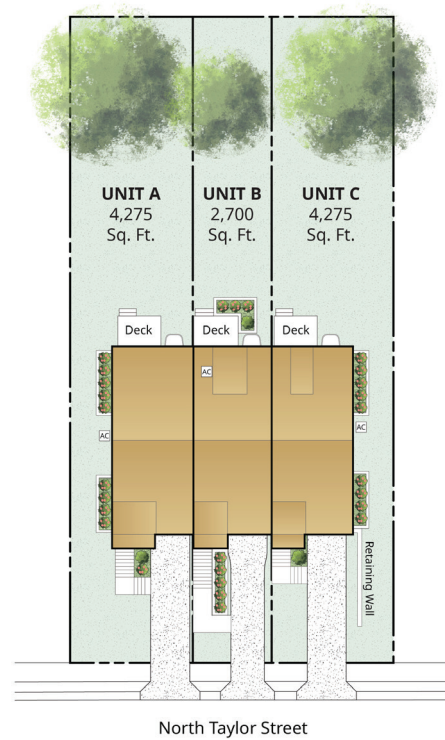 UNIT A
4,275
Sq. Ft.
UNIT B
2,700
Sq. Ft.
UNIT C
4,275
Sq. Ft.
Deck
Deck
Deck
AC
AC
AC
Retaining Wall
North Taylor Street